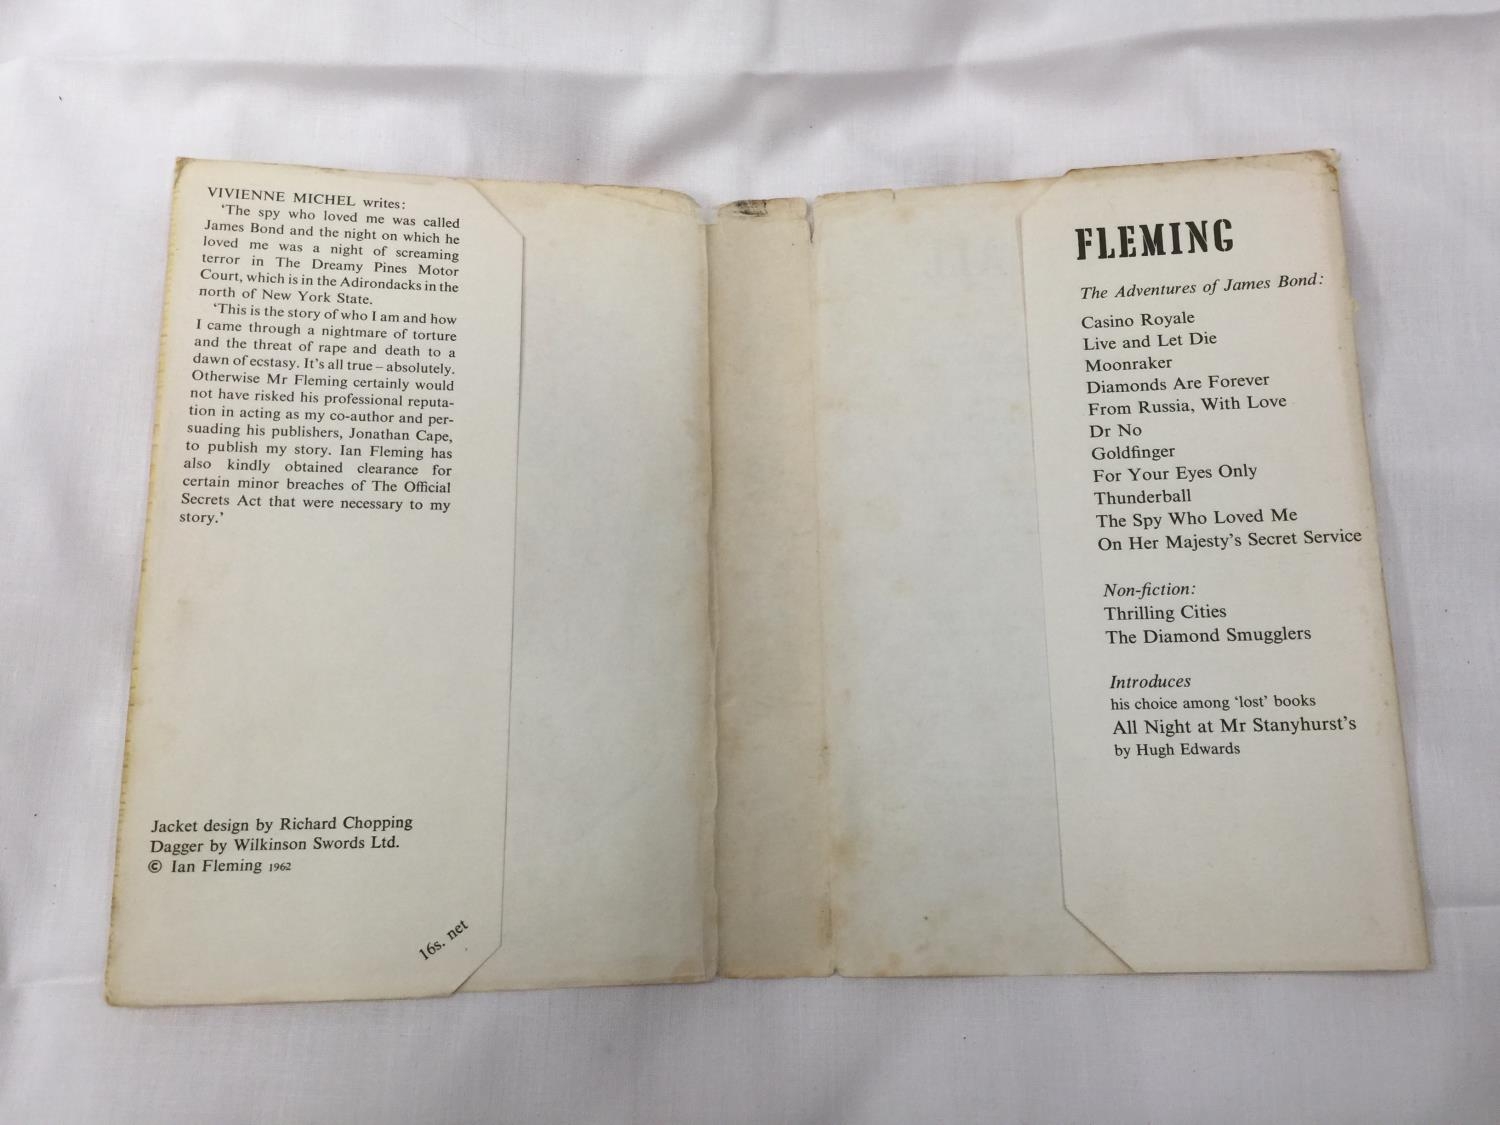 VIVIENNE MICHEL writes:
‘The spy who loved me was called
James Bond and the night on which he
loved me was a night of screaming
terror in The Dreamy Pines Motor
Court, which is in the Adirondacks in the
north of New York State.
‘This is the story of who I am and how
I came through a nightmare of torture
and the threat of rape and death to a
dawn of ecstasy. It’s all true – absolutely.
Otherwise Mr Fleming certainly would
not have risked his professional reputa-
tion in acting as my co-author and per-
suading his publishers, Jonathan Cape,
to publish my story. Ian Fleming has
also kindly obtained clearance for
certain minor breaches of The Official
Secrets Act that were necessary to my
story.’
Jacket design by Richard Chopping
Dagger by Wilkinson Swords Ltd.
© Ian Fleming 1962
16s. net
FLEMING
The Adventures of James Bond:
Casino Royale
Live and Let Die
Moonraker
Diamonds Are Forever
From Russia, With Love
Dr No
Goldfinger
For Your Eyes Only
Thunderball
The Spy Who Loved Me
On Her Majesty’s Secret Service
Non-fiction:
Thrilling Cities
The Diamond Smugglers
Introduces
his choice among ‘lost’ books
All Night at Mr Stanyhurst’s
by Hugh Edwards